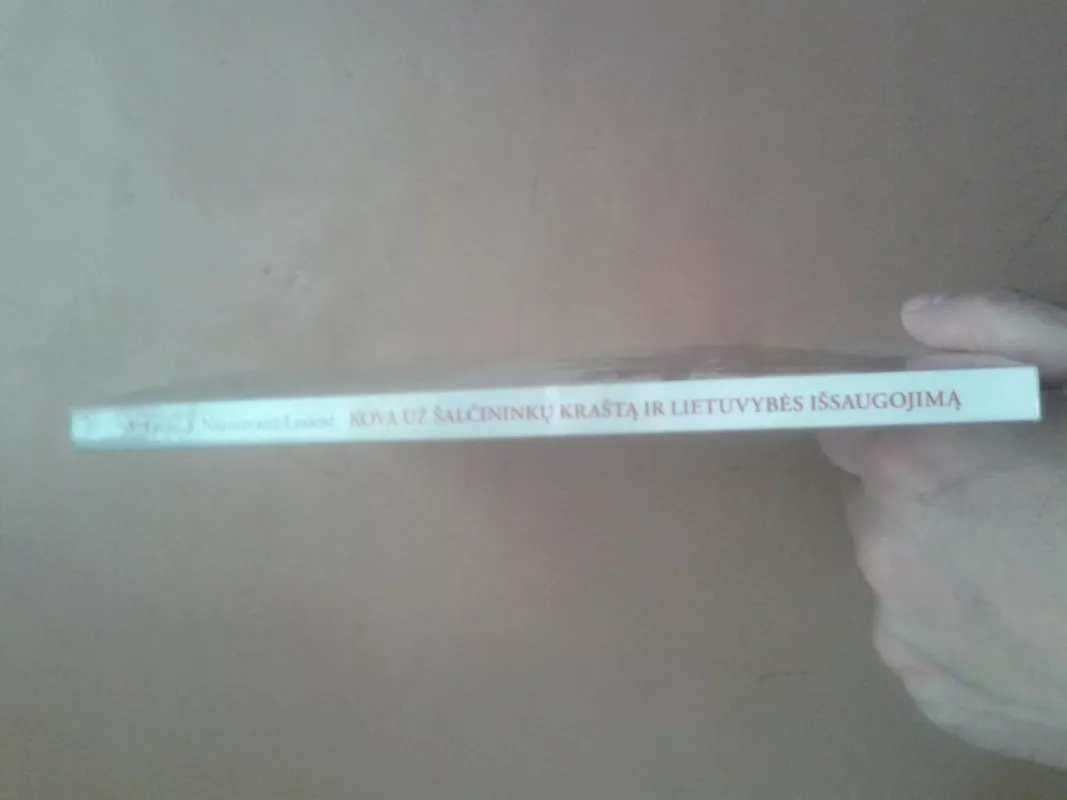 KOVA UŽ ŠALČININKŲ KRAŠTĄ IR LIETUVYBĖS IŠSAUGOJIMĄ